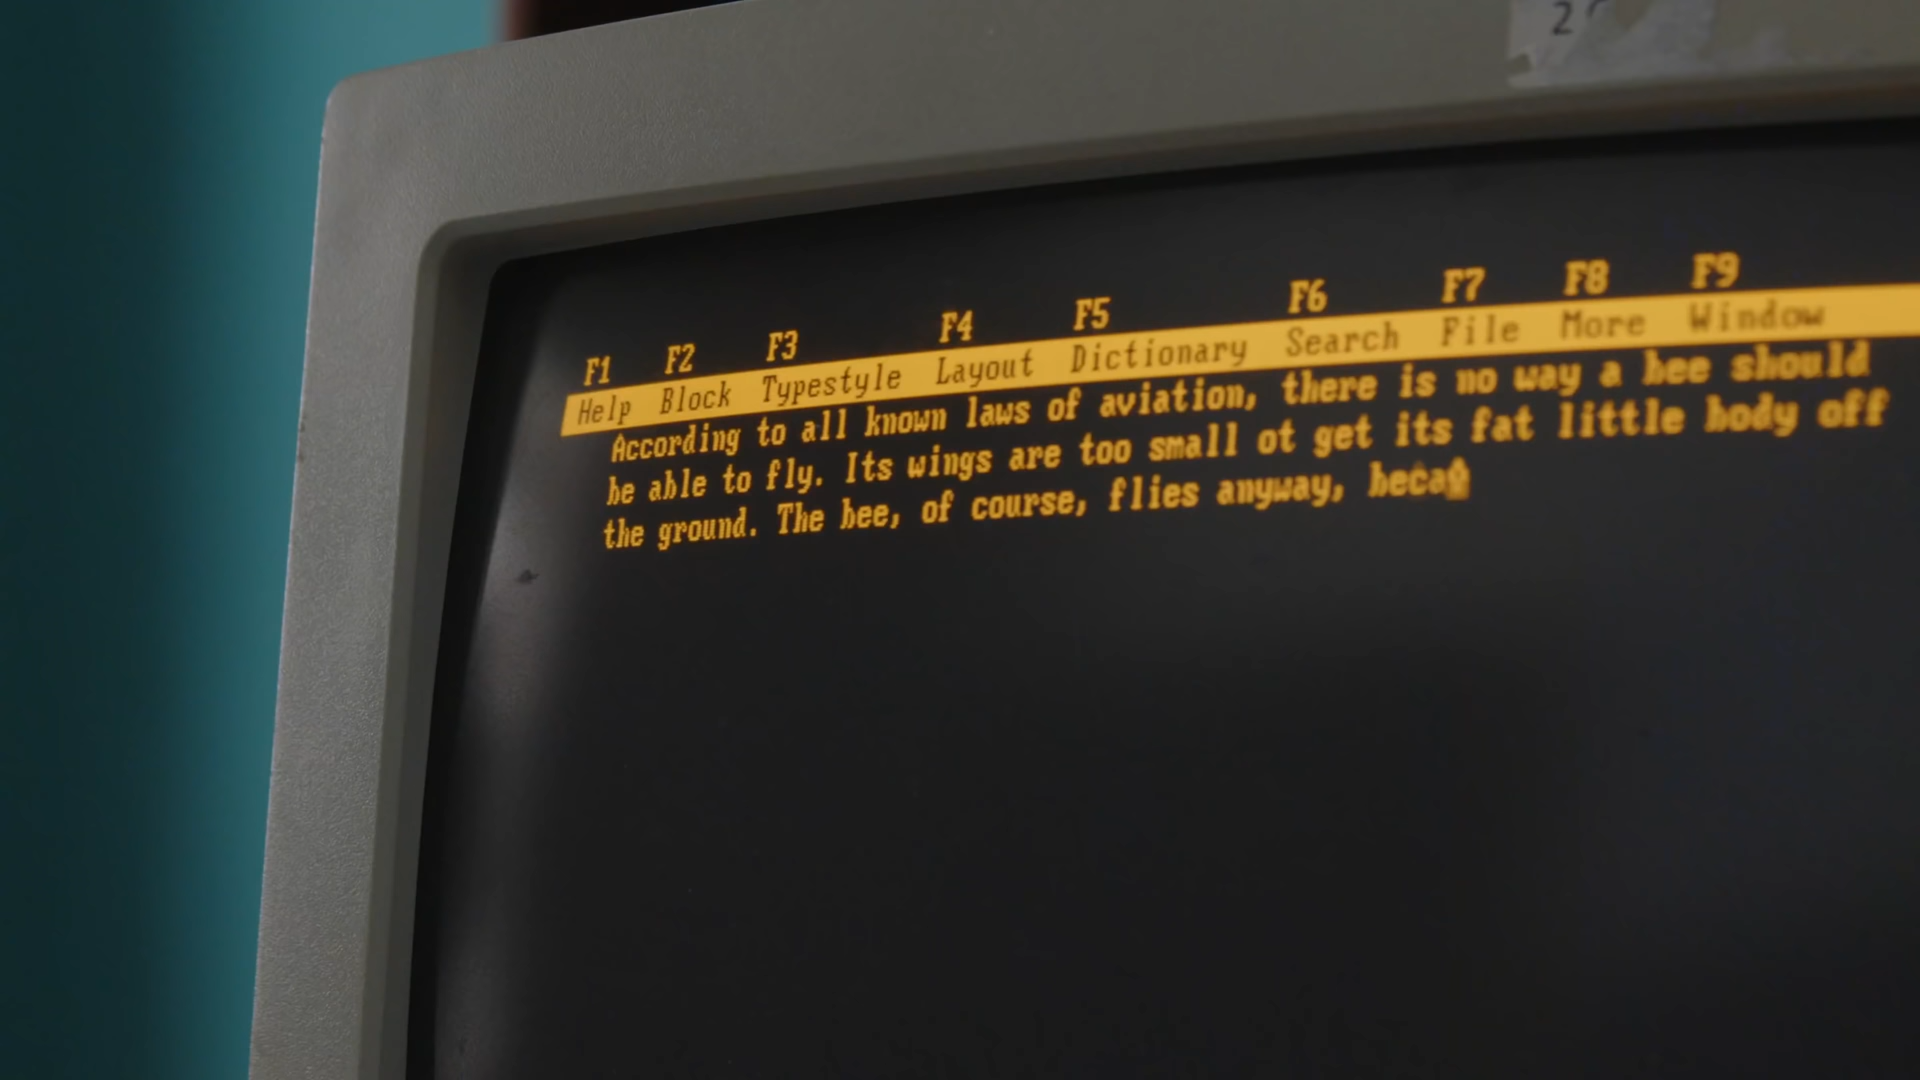 2
F1 F2 F3 F4 F5 F6 F7 F8 F9
Help Block Typestyle Layout Dictionary Search File More Window
According to all known laws of aviation, there is no way a bee should
be able to fly. Its wings are too small ot get its fat little body off
the ground. The bee, of course, flies anyway, beca